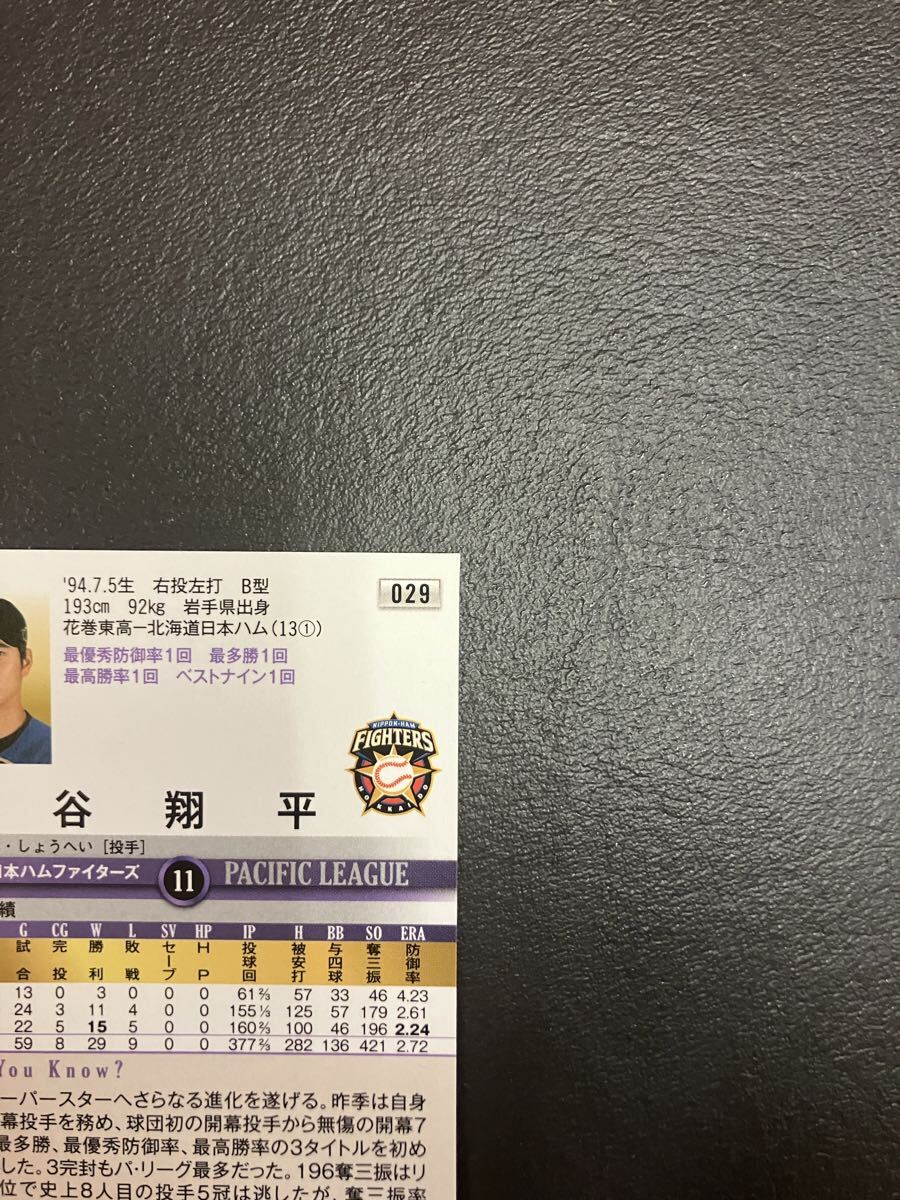 '94.7.5生 右投左打 B型
029
193cm 92kg 岩手県出身
花巻東高ー北海道日本ハム(13①)
最優秀防御率1回 最多勝1回
最高勝率1回 ベストナイン1回
NIPPON-HAM
FIGHTERS
HOKKAIDO
谷 翔 平
・しょうへい [投手]
本ハムファイターズ 11 PACIFIC LEAGUE
績
G CG W L SV HP IP H BB SO ERA
試合 完投 勝利 敗戦 セーブ HP 投球回 被安打 与四球 奪三振 防御率
13 0 3 0 0 0 61 ⅔ 57 33 46 4.23
24 3 11 4 0 0 155 ⅓ 125 57 179 2.61
22 5 15 5 0 0 160 ⅔ 100 46 196 2.24
59 8 29 9 0 0 377 ⅔ 282 136 421 2.72
You Know?
ーパースターへさらなる進化を遂げる。昨季は自身
幕投手を務め、球団初の開幕投手から無傷の開幕7
最多勝、最優秀防御率、最高勝率の3タイトルを初め
した。3完封もパ・リーグ最多だった。196奪三振はリ
位で史上8人目の投手5冠は逃したが、奪三振率